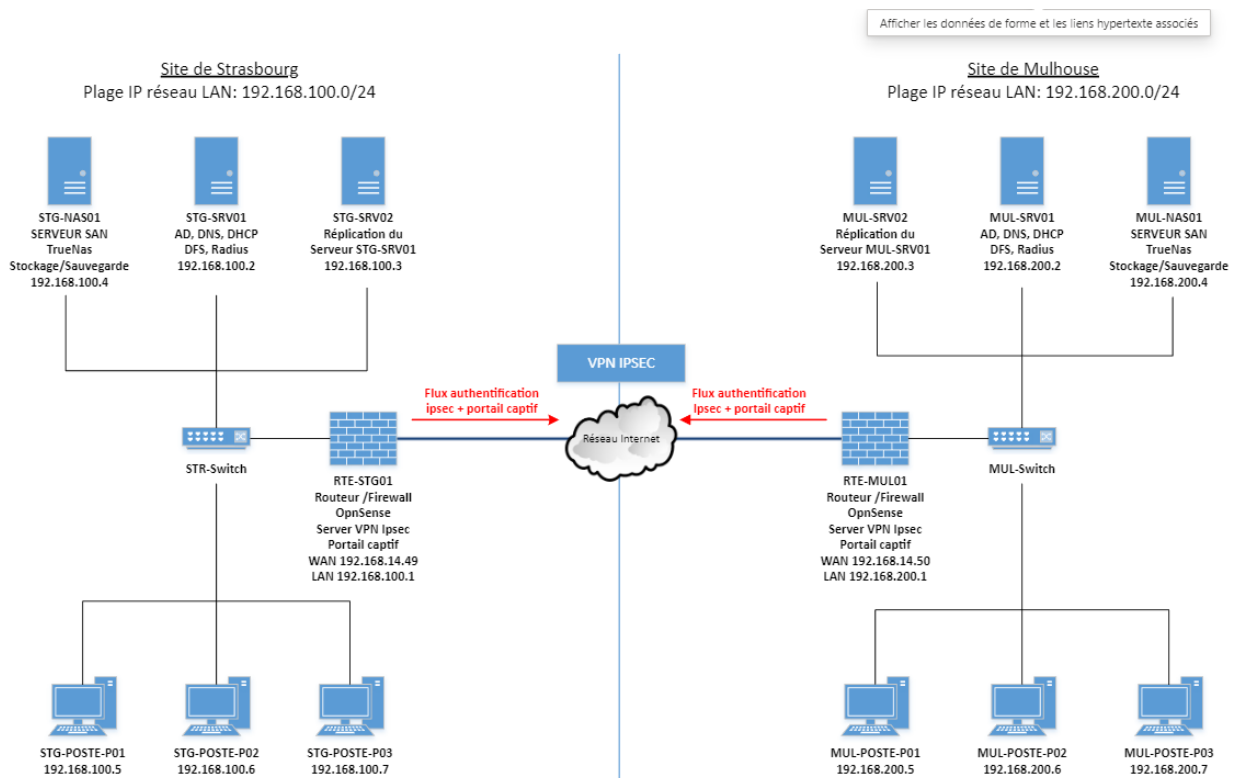 Afficher les données de forme et les liens hypertexte associés
Site de Strasbourg
Plage IP réseau LAN: 192.168.100.0/24
Site de Mulhouse
Plage IP réseau LAN: 192.168.200.0/24
STG-NAS01
SERVEUR SAN
TrueNas
Stockage/Sauvegarde
192.168.100.4
STG-SRV01
AD, DNS, DHCP
DFS, Radius
192.168.100.2
STG-SRV02
Réplication du
Serveur STG-SRV01
192.168.100.3
MUL-SRV02
Réplication du
Serveur MUL-SRV01
192.168.200.3
MUL-SRV01
AD, DNS, DHCP
DFS, Radius
192.168.200.2
MUL-NAS01
SERVEUR SAN
TrueNas
Stockage/Sauvegarde
192.168.200.4
VPN IPSEC
Flux authentification
ipsec + portail captif
Flux authentification
Ipsec + portail captif
Réseau Internet
STR-Switch
RTE-STG01
Routeur /Firewall
OpnSense
Server VPN Ipsec
Portail captif
WAN 192.168.14.49
LAN 192.168.100.1
RTE-MUL01
Routeur /Firewall
OpnSense
Server VPN Ipsec
Portail captif
WAN 192.168.14.50
LAN 192.168.200.1
MUL-Switch
STG-POSTE-P01
192.168.100.5
STG-POSTE-P02
192.168.100.6
STG-POSTE-P03
192.168.100.7
MUL-POSTE-P01
192.168.200.5
MUL-POSTE-P02
192.168.200.6
MUL-POSTE-P03
192.168.200.7